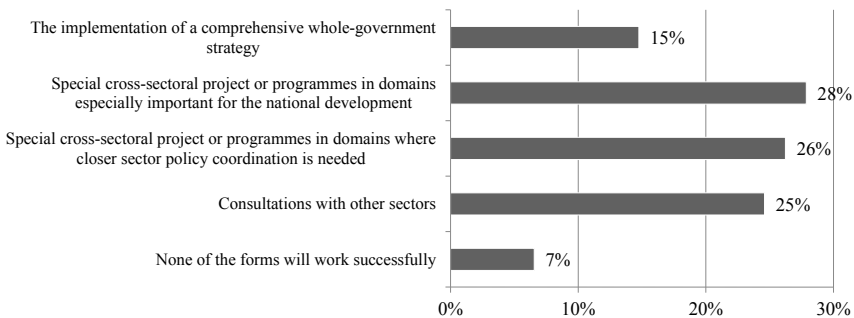 The implementation of a comprehensive whole-government
strategy
15%
Special cross-sectoral project or programmes in domains
especially important for the national development
28%
Special cross-sectoral project or programmes in domains where
closer sector policy coordination is needed
26%
Consultations with other sectors
25%
None of the forms will work successfully
7%
0% 10% 20% 30%